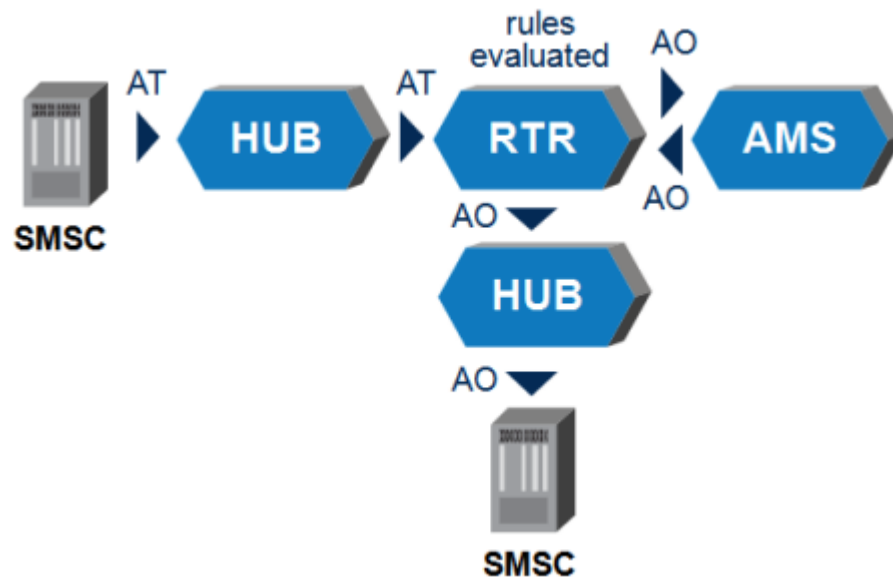 rules
evaluated
AT
AT
AO
HUB
RTR
AMS
SMSC
AO
AO
HUB
AO
SMSC